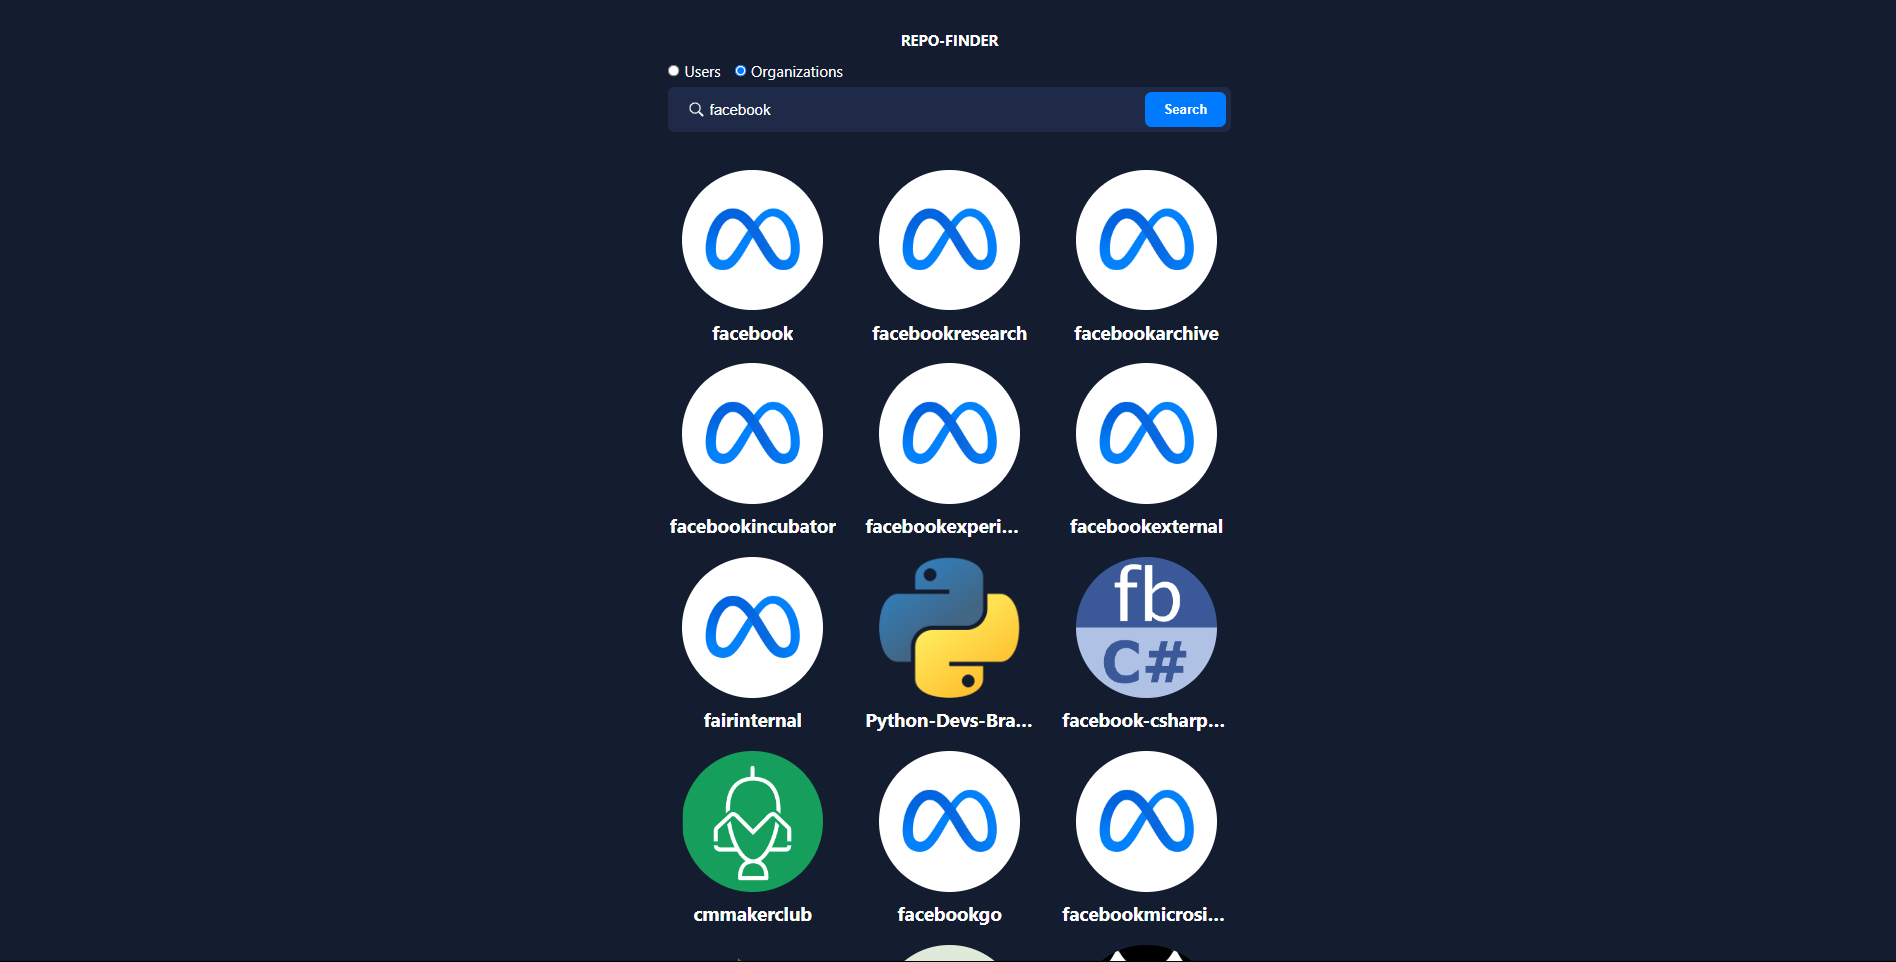 REPO-FINDER
Users Organizations
facebook Search
facebook facebookresearch facebookarchive
facebookincubator facebookexperi... facebookexternal
fb
C#
fairinternal Python-Devs-Bra... facebook-csharp...
cmmakerclub facebookgo facebookmicrosi...